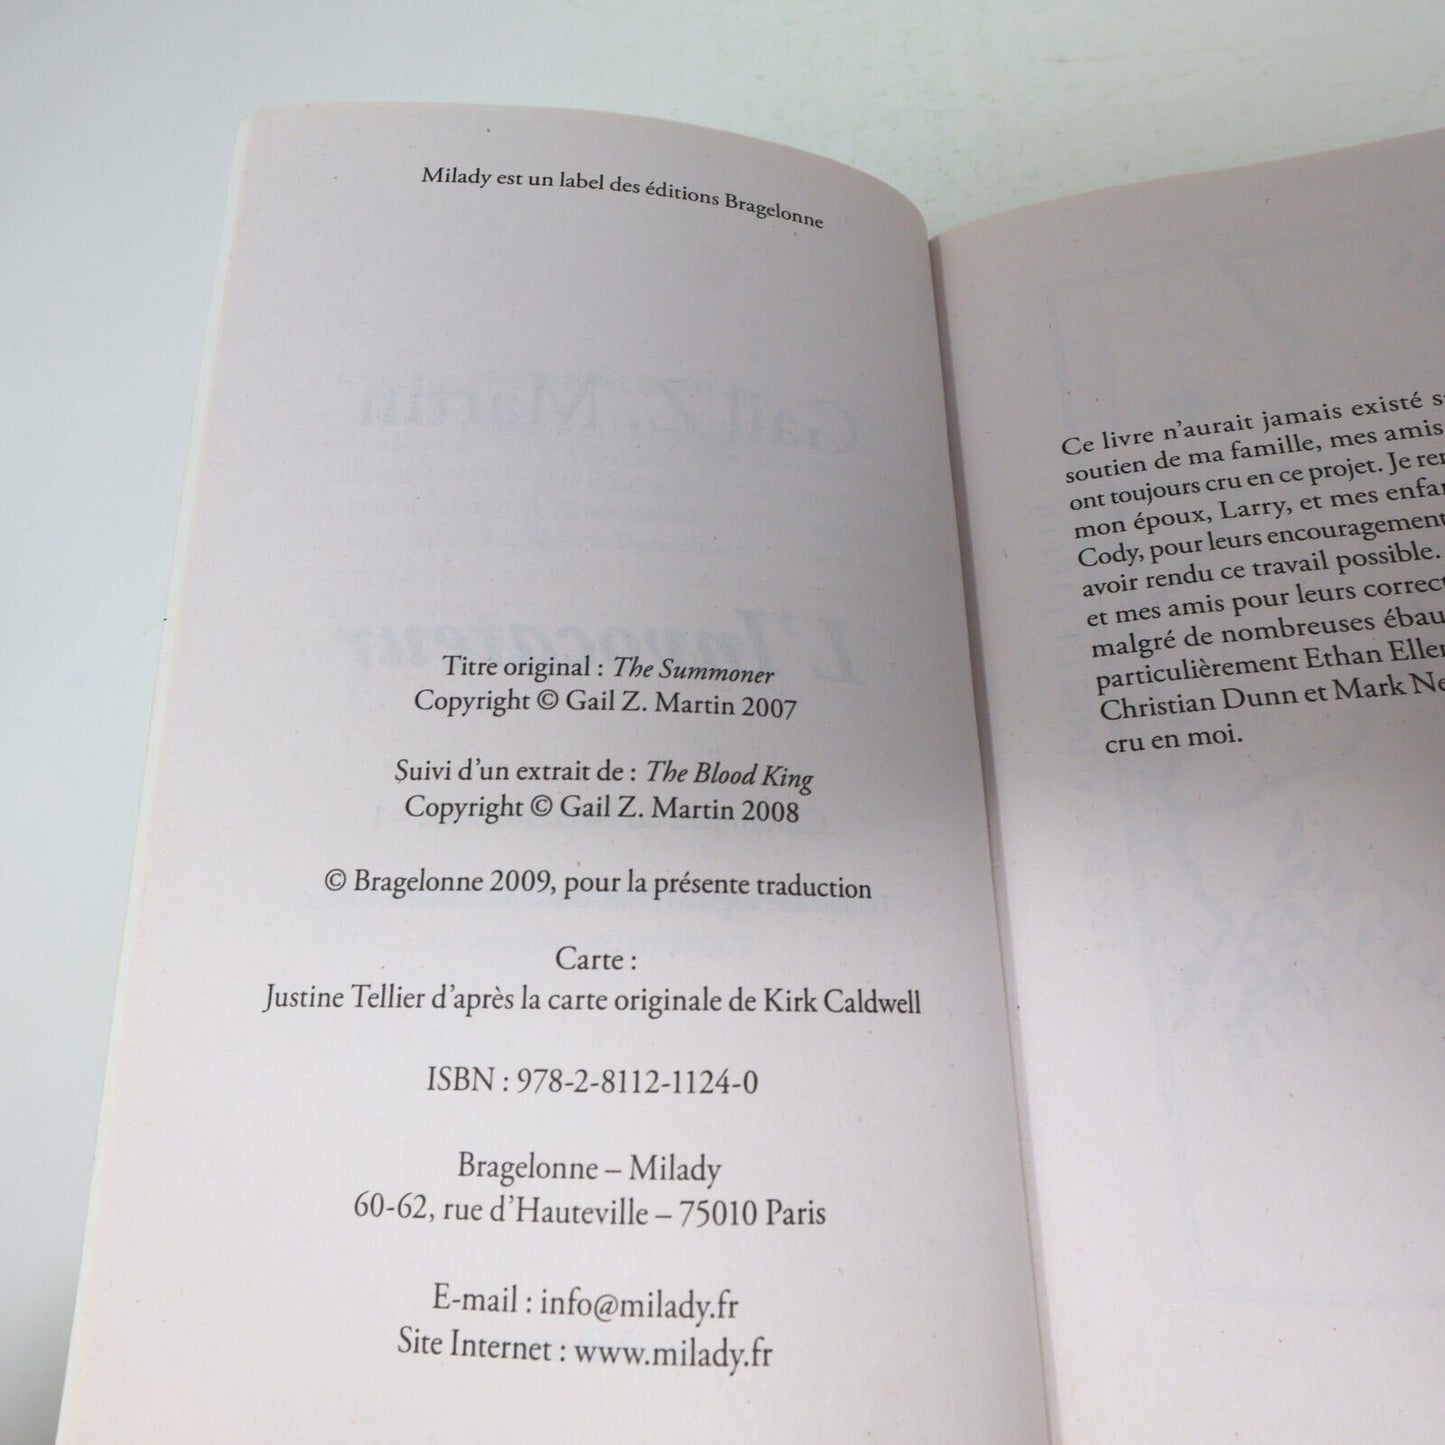 Milady est un label des éditions Bragelonne
Gail Z. Martin
L'Invocateur
Titre original : The Summoner
Copyright © Gail Z. Martin 2007
Suivi d'un extrait de : The Blood King
Copyright © Gail Z. Martin 2008
© Bragelonne 2009, pour la présente traduction
Carte :
Justine Tellier d'après la carte originale de Kirk Caldwell
ISBN : 978-2-8112-1124-0
Bragelonne – Milady
60-62, rue d'Hauteville – 75010 Paris
E-mail : info@milady.fr
Site Internet : www.milady.fr
Ce livre n'aurait jamais existé
soutien de ma famille, mes amis
ont toujours cru en ce projet. Je
mon époux, Larry, et mes
Cody, pour leurs
avoir rendu ce travail possible.
et mes amis pour leurs
malgré de nombreuses
particulièrement Ethan
Christian Dunn et Mark
cru en moi.